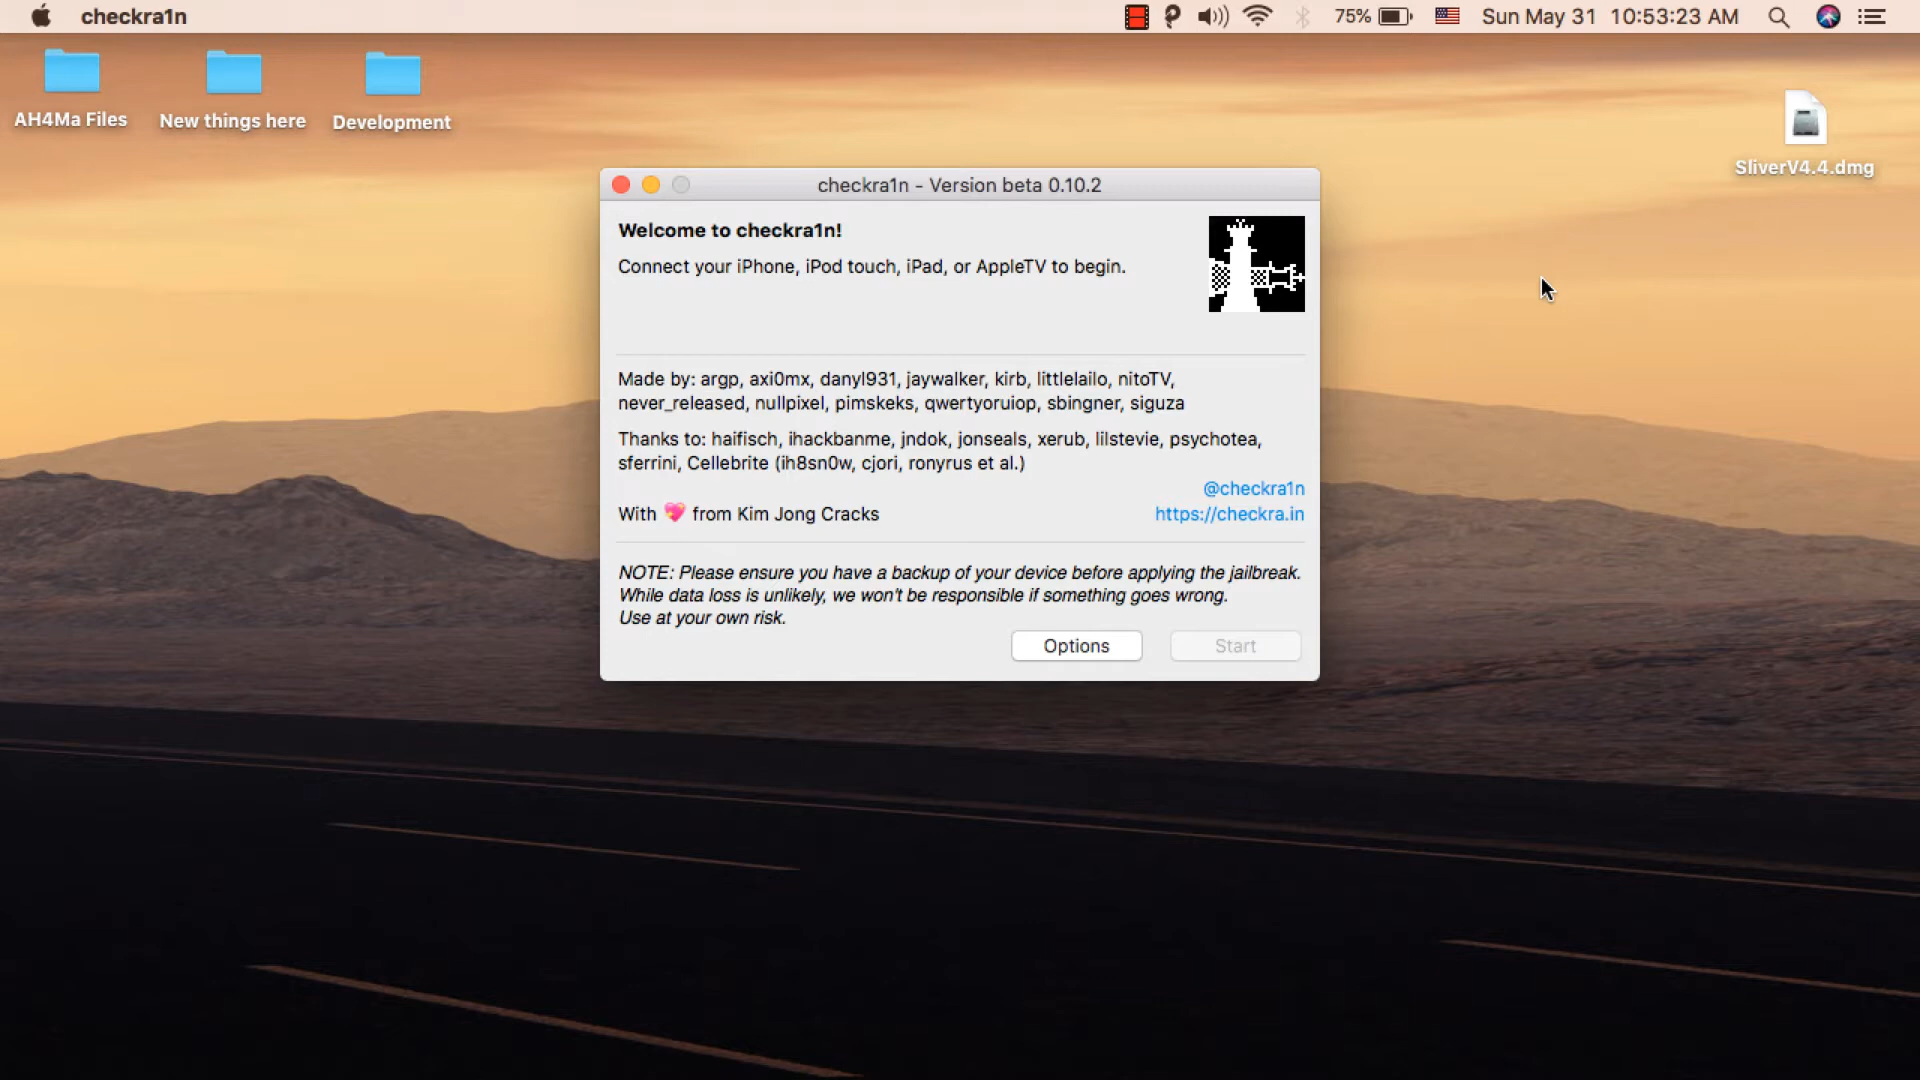 checkra1n
75%
Sun May 31 10:53:23 AM
AH4Ma Files
New things here
Development
SliverV4.4.dmg
checkra1n - Version beta 0.10.2
Welcome to checkra1n!
Connect your iPhone, iPod touch, iPad, or AppleTV to begin.
Made by: argp, axi0mx, danyl931, jaywalker, kirb, littlelailo, nitoTV,
never_released, nullpixel, pimskeks, qwertyoruiop, sbingner, siguza
Thanks to: haifisch, ihackbanme, jndok, jonseals, xerub, lilstevie, psychotea,
sferrini, Cellebrite (ih8sn0w, cjori, ronyrus et al.)
@checkra1n
With 💖 from Kim Jong Cracks
https://checkra.in
NOTE: Please ensure you have a backup of your device before applying the jailbreak.
While data loss is unlikely, we won't be responsible if something goes wrong.
Use at your own risk.
Options
Start